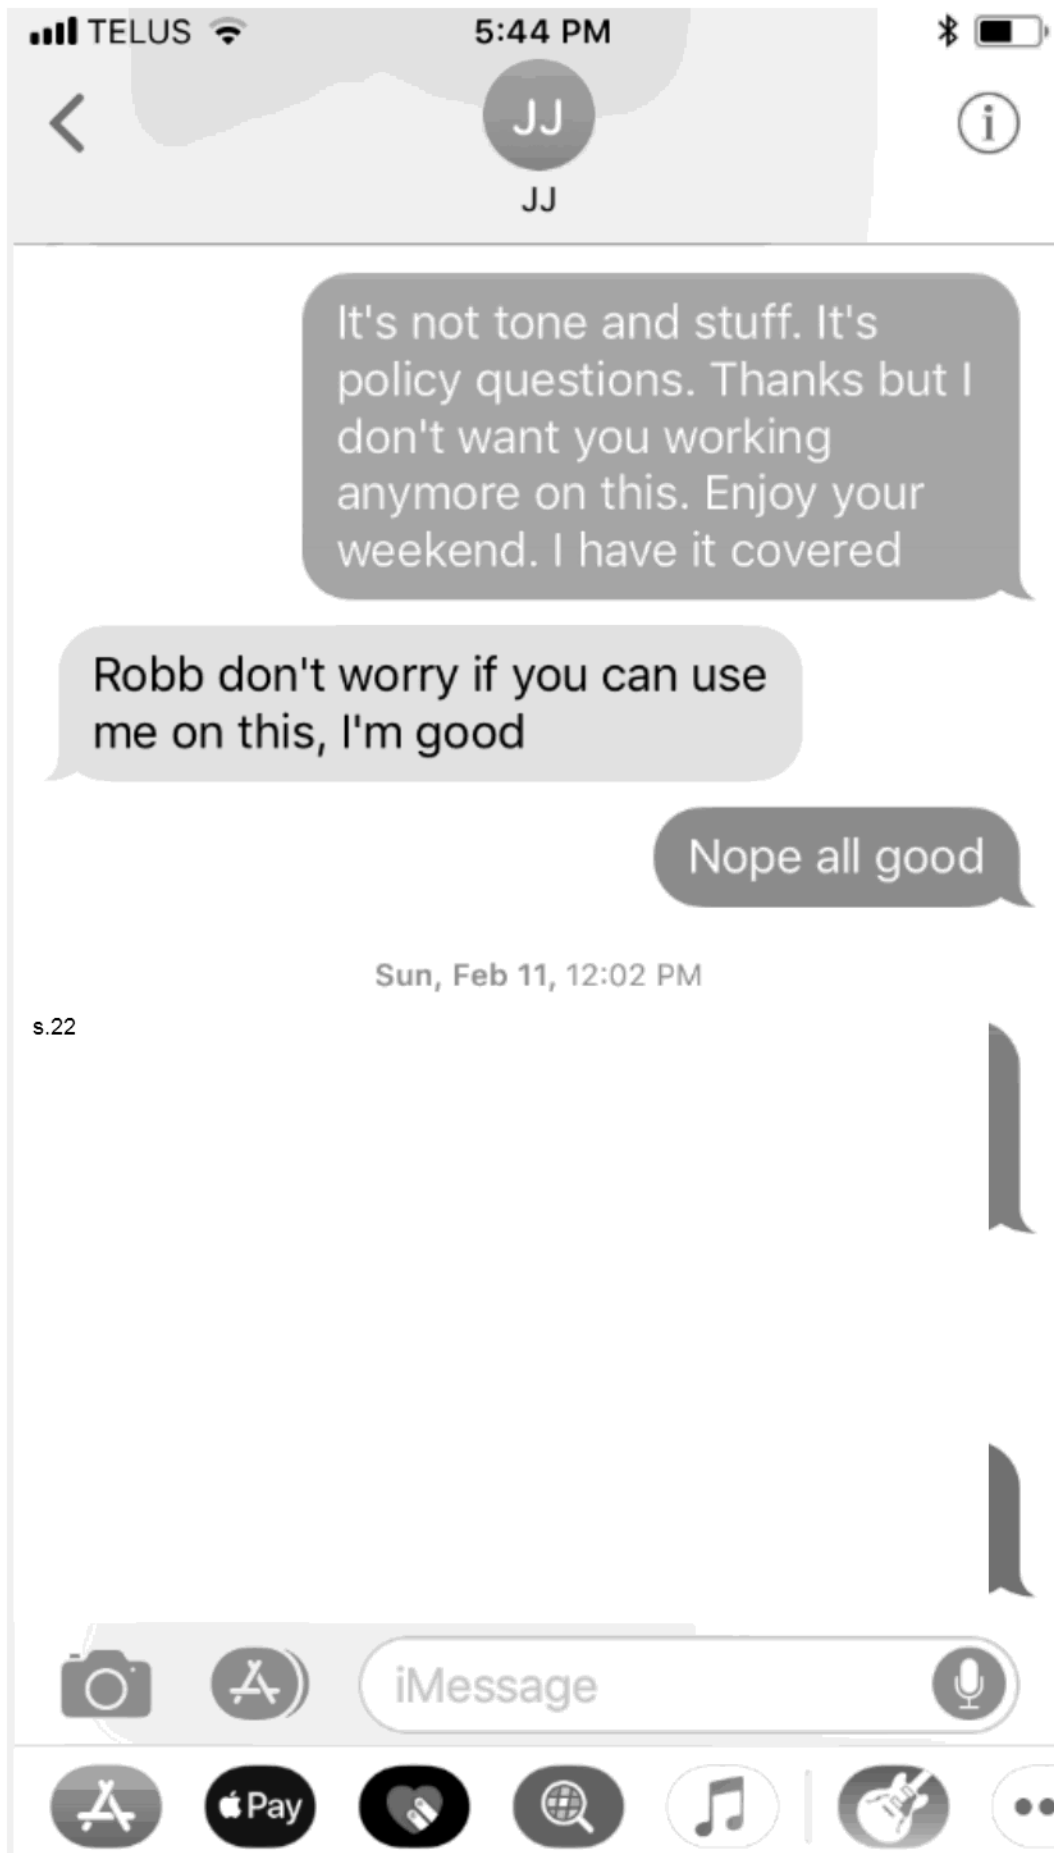 TELUS 5:44 PM
JJ
JJ
It's not tone and stuff. It's
policy questions. Thanks but I
don't want you working
anymore on this. Enjoy your
weekend. I have it covered
Robb don't worry if you can use
me on this, I'm good
Nope all good
Sun, Feb 11, 12:02 PM
s.22
iMessage
Pay